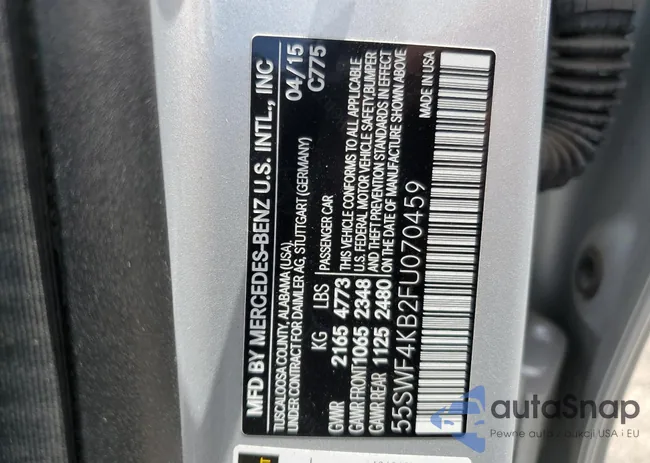 MFD BY MERCEDES-BENZ U.S. INTL., INC
TUSCALOOSA COUNTY, ALABAMA (USA)
UNDER CONTRACT FOR DAIMLER AG, STUTTGART (GERMANY)
04/15
C775
KG LBS PASSENGER CAR
GVWR 2165 4773
GAWR FRONT 1065 2348
GAWR REAR 1125 2480
THIS VEHICLE CONFORMS TO ALL APPLICABLE
U.S. FEDERAL MOTOR VEHICLE SAFETY, BUMPER
AND THEFT PREVENTION STANDARDS IN EFFECT
ON THE DATE OF MANUFACTURE SHOWN ABOVE
55SWF4KB2FU070459
MADE IN USA
autoSnap
Pewne auto z aukcji USA i EU